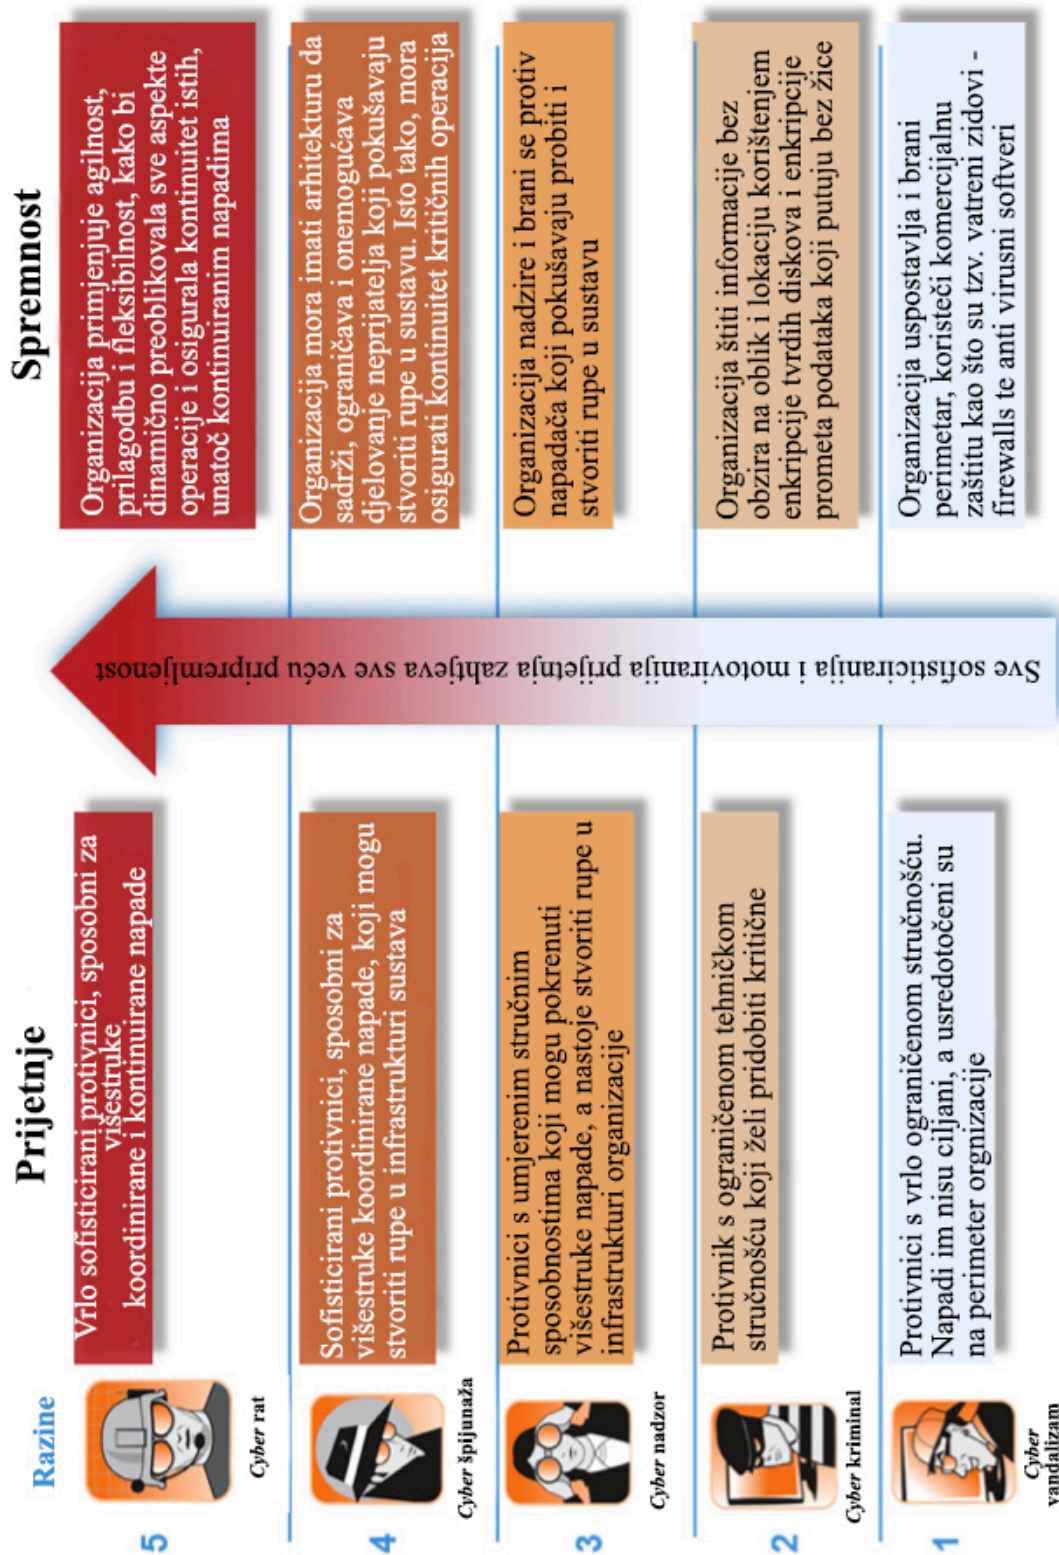 Razine
Prijetnje
Spremnost
5
Cyber rat
Vrlo sofisticirani protivnici, sposobni za
višestruke
koordinirane i kontinuirane napade
Organizacija primjenjuje agilnost,
prilagodbu i fleksibilnost, kako bi
dinamično preoblikovala sve aspekte
operacije i osigurala kontinuitet istih,
unatoč kontinuiranim napadima
4
Cyber špijunaža
Sofisticirani protivnici, sposobni za
višestruke koordinirane napade, koji mogu
stvoriti rupe u infrastrukturi sustava
Organizacija mora imati arhitekturu da
sadrži, ograničava i onemogućava
djelovanje neprijatelja koji pokušavaju
stvoriti rupe u sustavu. Isto tako, mora
osigurati kontinuitet kritičnih operacija
3
Cyber nadzor
Protivnici s umjerenim stručnim
sposobnostima koji mogu pokrenuti
višestruke napade, a nastoje stvoriti rupe u
infrastrukturi organizacije
Organizacija nadzire i brani se protiv
napadača koji pokušavaju probiti i
stvoriti rupe u sustavu
2
Cyber kriminal
Protivnik s ograničenom tehničkom
stručnošću koji želi pridobiti kritične
Organizacija štiti informacije bez
obzira na oblik i lokaciju korištenjem
enkripcije tvrdih diskova i enkripcije
prometa podataka koji putuju bez žice
1
Cyber
vandalizam
Protivnici s vrlo ograničenom stručnošću.
Napadi im nisu ciljani, a usredotočeni su
na perimeter orgnizacije
Organizacija uspostavlja i brani
perimetar, koristeći komercijalnu
zaštitu kao što su tzv. vatreni zidovi -
firewalls te anti virusni softveri
Sve sofisticiranija i motoviranija prijetnja zahtjeva sve veću pripremljenost